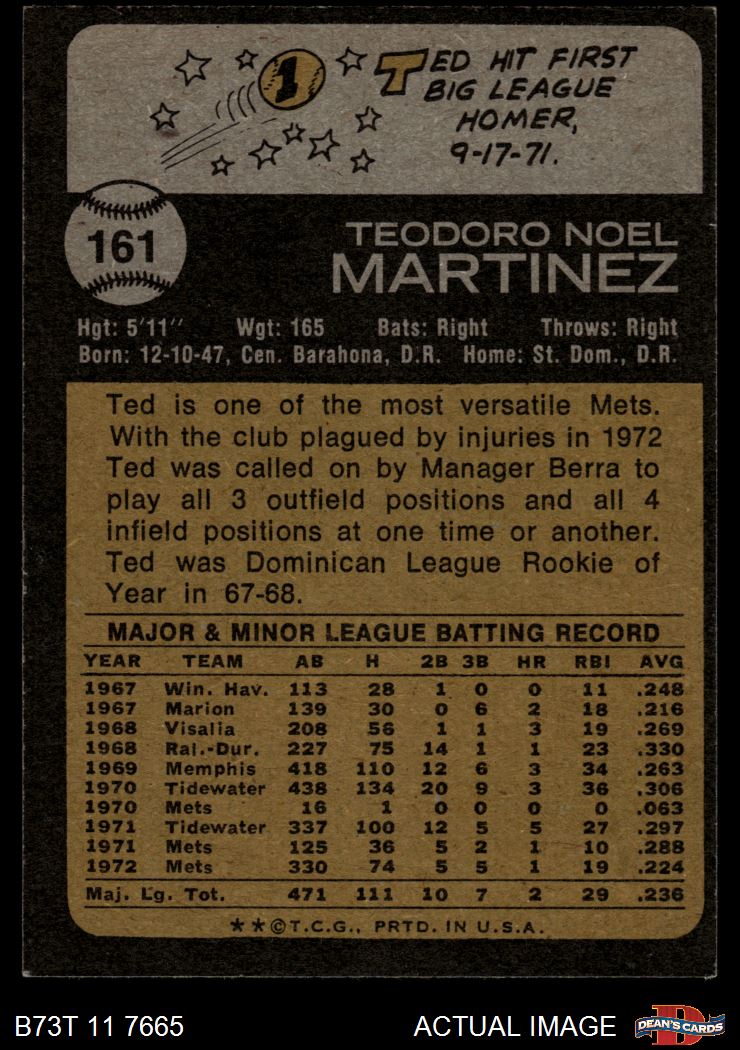 1 TED HIT FIRST
BIG LEAGUE
HOMER,
9-17-71.
161
TEODORO NOEL
MARTINEZ
Hgt: 5'11" Wgt: 165 Bats: Right Throws: Right
Born: 12-10-47, Cen. Barahona, D.R. Home: St. Dom., D.R.
Ted is one of the most versatile Mets.
With the club plagued by injuries in 1972
Ted was called on by Manager Berra to
play all 3 outfield positions and all 4
infield positions at one time or another.
Ted was Dominican League Rookie of
Year in 67-68.
MAJOR & MINOR LEAGUE BATTING RECORD
YEAR TEAM AB H 2B 3B HR RBI AVG
1967 Win. Hav. 113 28 1 0 0 11 .248
1967 Marion 139 30 0 6 2 18 .216
1968 Visalia 208 56 1 1 3 19 .269
1968 Ral.-Dur. 227 75 14 1 1 23 .330
1969 Memphis 418 110 12 6 3 34 .263
1970 Tidewater 438 134 20 9 3 36 .306
1970 Mets 16 1 0 0 0 0 .063
1971 Tidewater 337 100 12 5 5 27 .297
1971 Mets 125 36 5 2 1 10 .288
1972 Mets 330 74 5 5 1 19 .224
Maj. Lg. Tot. 471 111 10 7 2 29 .236
★★©T.C.G., PRTD. IN U.S.A.
B73T 11 7665 ACTUAL IMAGE D DEAN'S CARDS